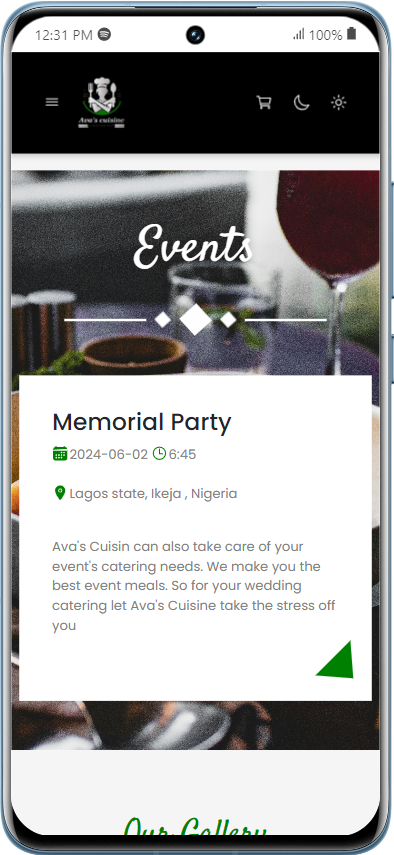 12:31 PM 100%
Ava's cuisine
Events
Memorial Party
2024-06-02 6:45
Lagos state, Ikeja , Nigeria
Ava's Cuisin can also take care of your
event's catering needs. We make you the
best event meals. So for your wedding
catering let Ava's Cuisine take the stress off
you
Our Gallery